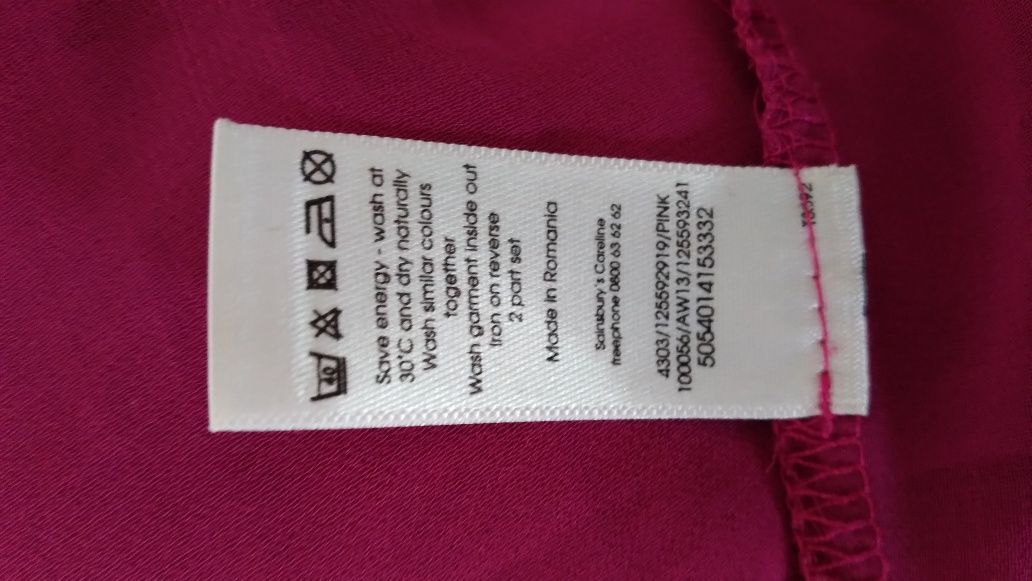 40
Save energy - wash at
30°C and dry naturally
Wash similar colours
together
Wash garment inside out
Iron on reverse
2 part set
Made in Romania
Sainsbury's Careline
freephone 0800 63 62 62
4303/125592919/PINK
100056/AW13/125593241
5054014153332